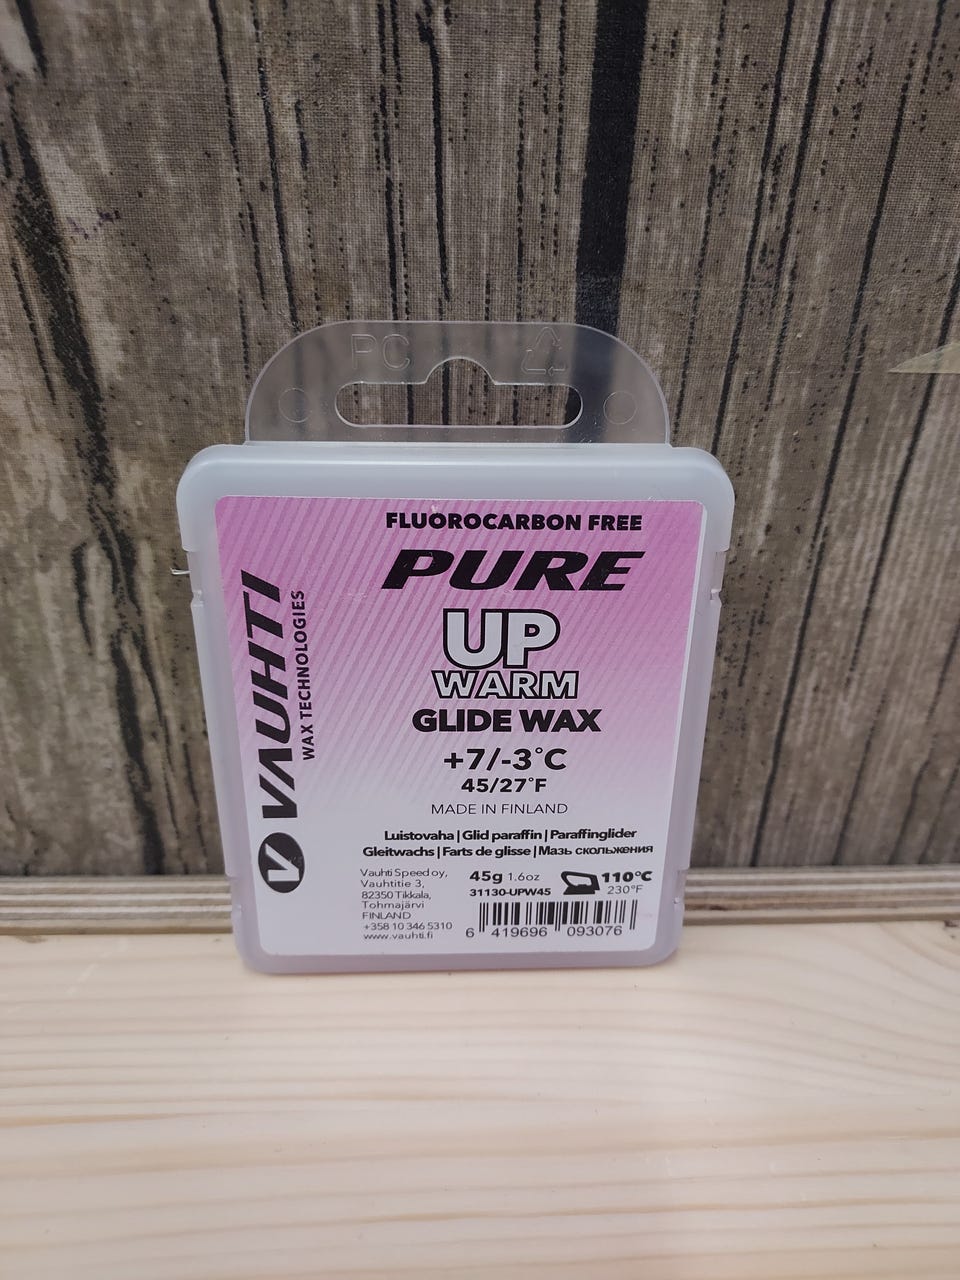 PC
FLUOROCARBON FREE
PURE
UP
WARM
GLIDE WAX
+7/-3°C
45/27°F
MADE IN FINLAND
Luistovaha | Glid paraffin | Paraffinglider
Gleitwachs | Farts de glisse | Мазь скольжения
VAUHTI
WAX TECHNOLOGIES
V
Vauhti Speed oy,
Vauhtitie 3,
82350 Tikkala,
Tohmajärvi
FINLAND
+358 10 346 5310
www.vauhti.fi
45g 1.6oz
31130-UPW45
110°C
230°F
6 419696 093076